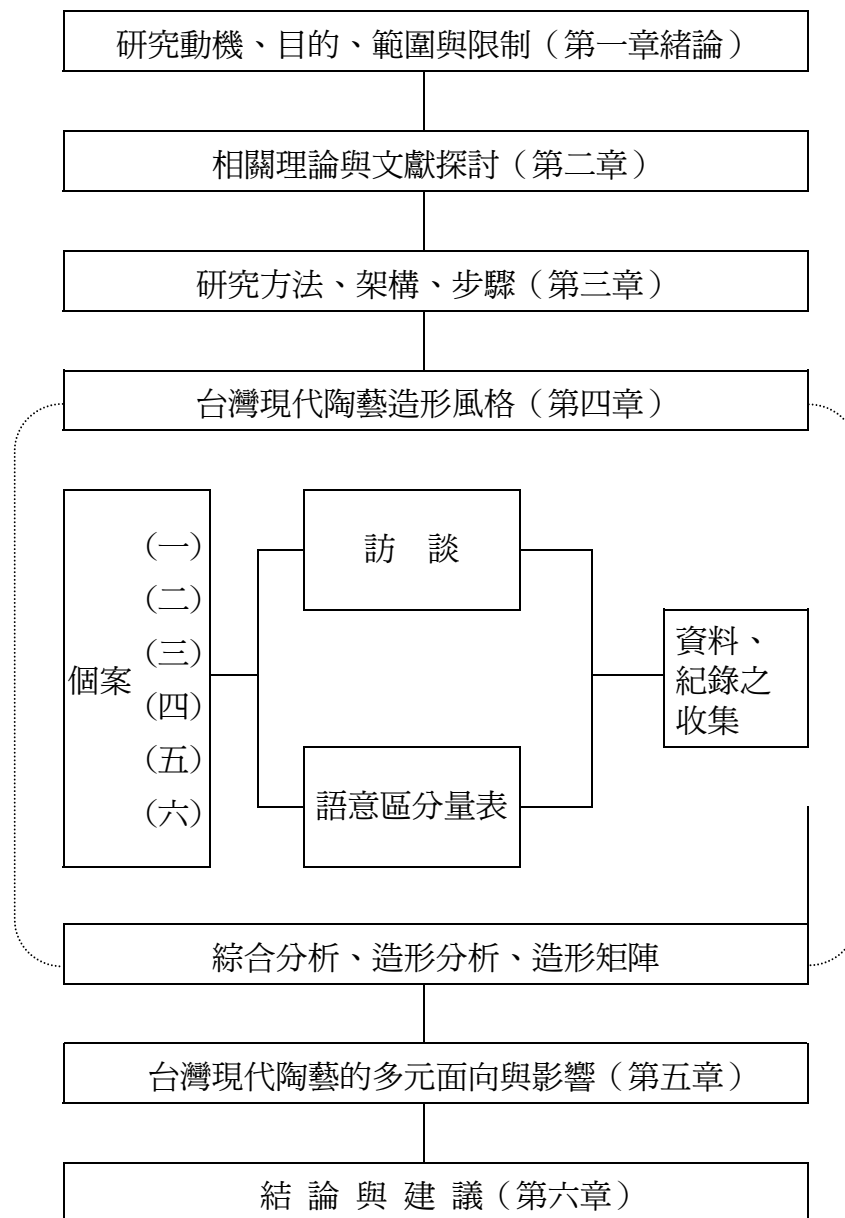 研究動機、目的、範圍與限制（第一章緒論）
相關理論與文獻探討（第二章）
研究方法、架構、步驟（第三章）
台灣現代陶藝造形風格（第四章）
個案
（一）
（二）
（三）
（四）
（五）
（六）
訪　談
語意區分量表
資料、
紀錄之
收集
綜合分析、造形分析、造形矩陣
台灣現代陶藝的多元面向與影響（第五章）
結 論 與 建 議（第六章）